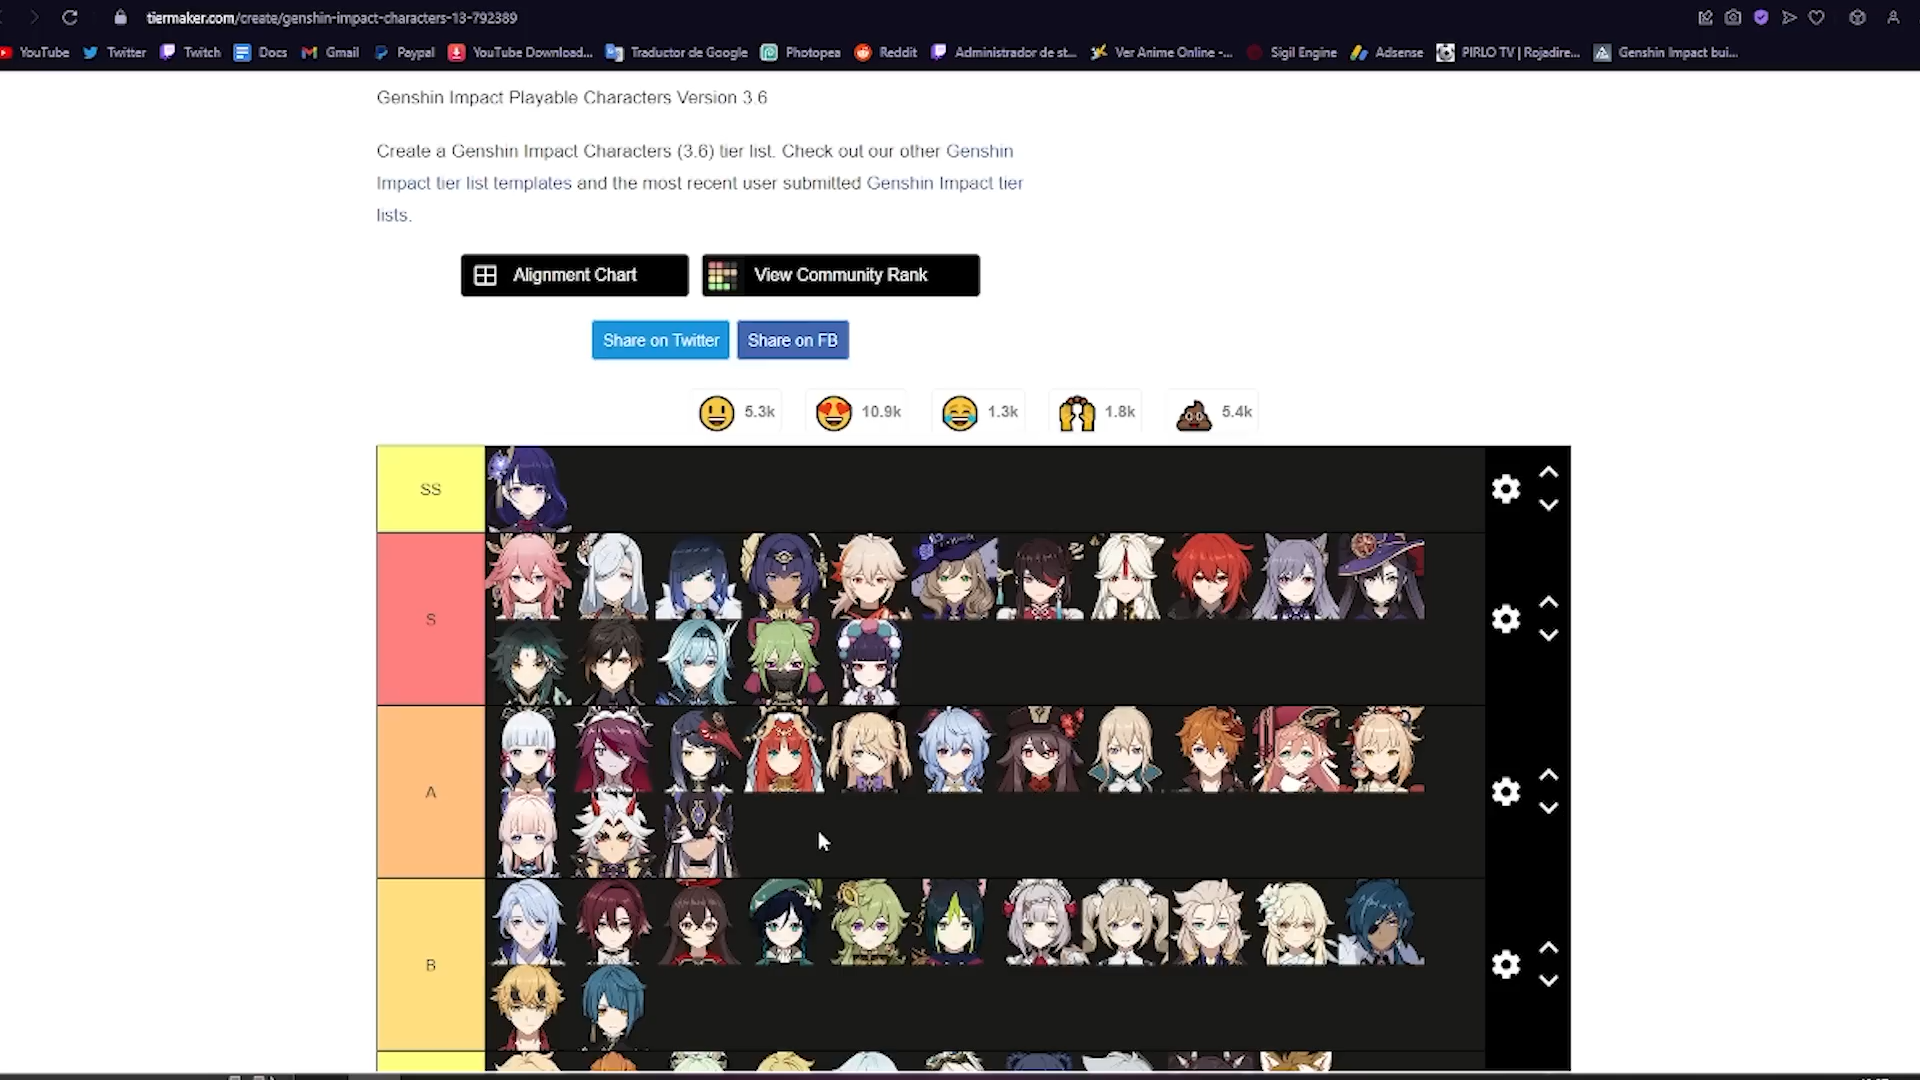 tiermaker.com/create/genshin-impact-characters-13-792389
YouTube Twitter Twitch Docs Gmail Paypal YouTube Download... Traductor de Google Photopea Reddit Administrador de st... Ver Anime Online -... Sigil Engine Adsense PIRLO TV | Rojadire... Genshin Impact bui...
Genshin Impact Playable Characters Version 3.6
Create a Genshin Impact Characters (3.6) tier list. Check out our other Genshin
Impact tier list templates and the most recent user submitted Genshin Impact tier
lists.
Alignment Chart View Community Rank
Share on Twitter Share on FB
5.3k 10.9k 1.3k 1.8k 5.4k
SS
S
A
B